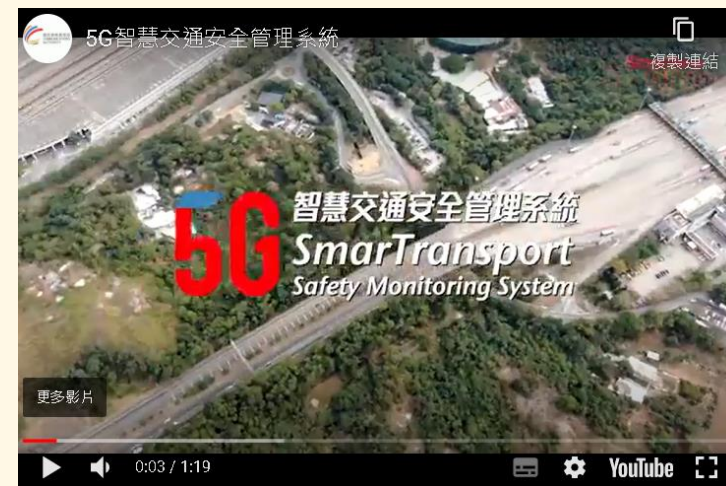 5G智慧交通安全管理系統
複製連結
5G
智慧交通安全管理系統
SmarTransport
Safety Monitoring System
更多影片
0:03 / 1:19
YouTube